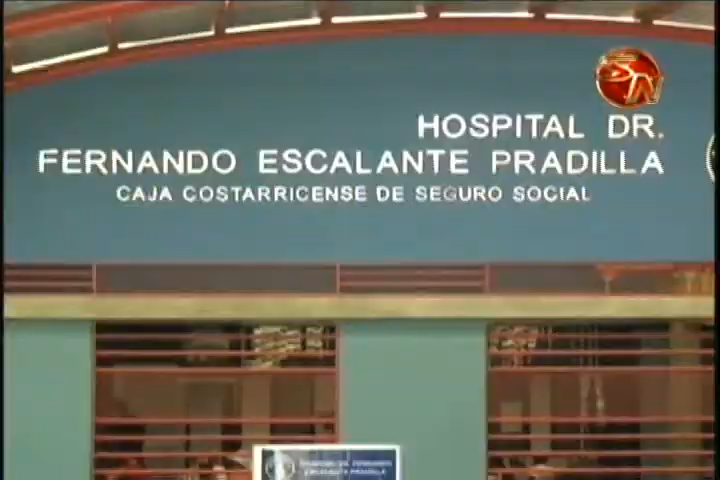 HOSPITAL DR.
FERNANDO ESCALANTE PRADILLA
CAJA COSTARRICENSE DE SEGURO SOCIAL